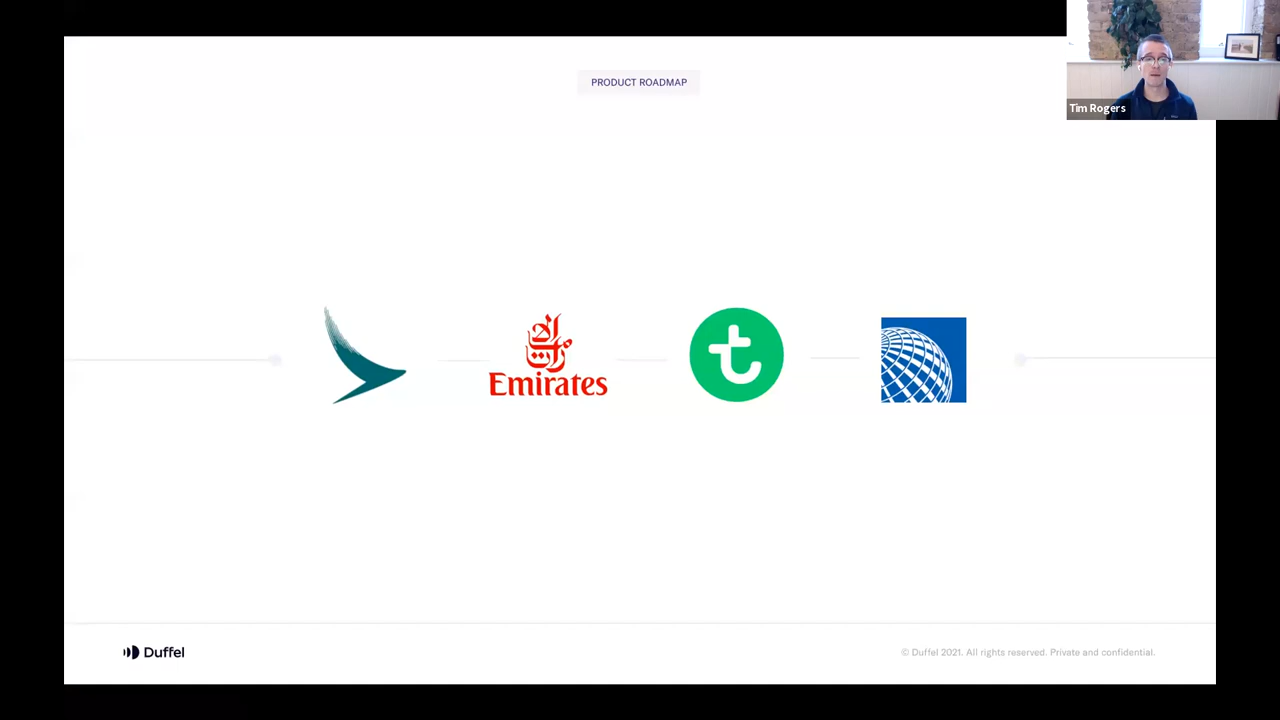 PRODUCT ROADMAP
Tim Rogers
Emirates
t
Duffel
© Duffel 2021. All rights reserved. Private and confidential.